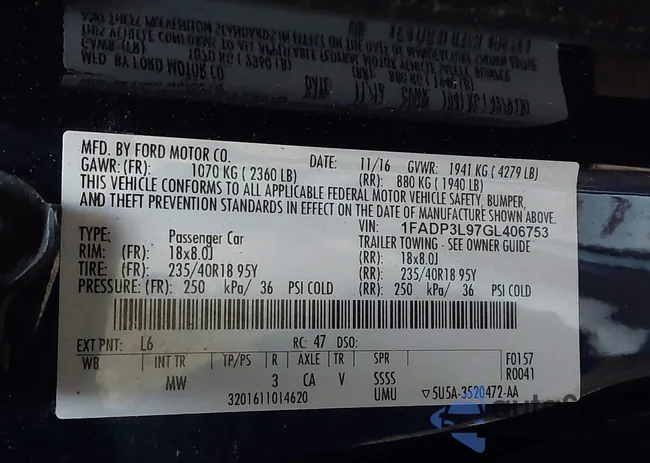 MFD. BY FORD MOTOR CO. DATE: 11/16 GVWR: 1941 KG ( 4279 LB)
GAWR: (FR): 1070 KG ( 2360 LB) (RR): 880 KG ( 1940 LB)
THIS VEHICLE CONFORMS TO ALL APPLICABLE FEDERAL MOTOR VEHICLE SAFETY, BUMPER,
AND THEFT PREVENTION STANDARDS IN EFFECT ON THE DATE OF MANUFACTURE SHOWN ABOVE.
VIN: 1FADP3L97GL406753
TYPE: Passenger Car TRAILER TOWING - SEE OWNER GUIDE
RIM: (FR): 18x8.0J (RR): 18x8.0J
TIRE: (FR): 235/40R18 95Y (RR): 235/40R18 95Y
PRESSURE: (FR): 250 kPa/ 36 PSI COLD (RR): 250 kPa/ 36 PSI COLD
EXT PNT: L6 RC: 47 DSO:
WB INT TR TP/PS R AXLE TR SPR F0157
MW 3 CA V SSSS R0041
3201611014620 UMU ▽5U5A-3520472-AA